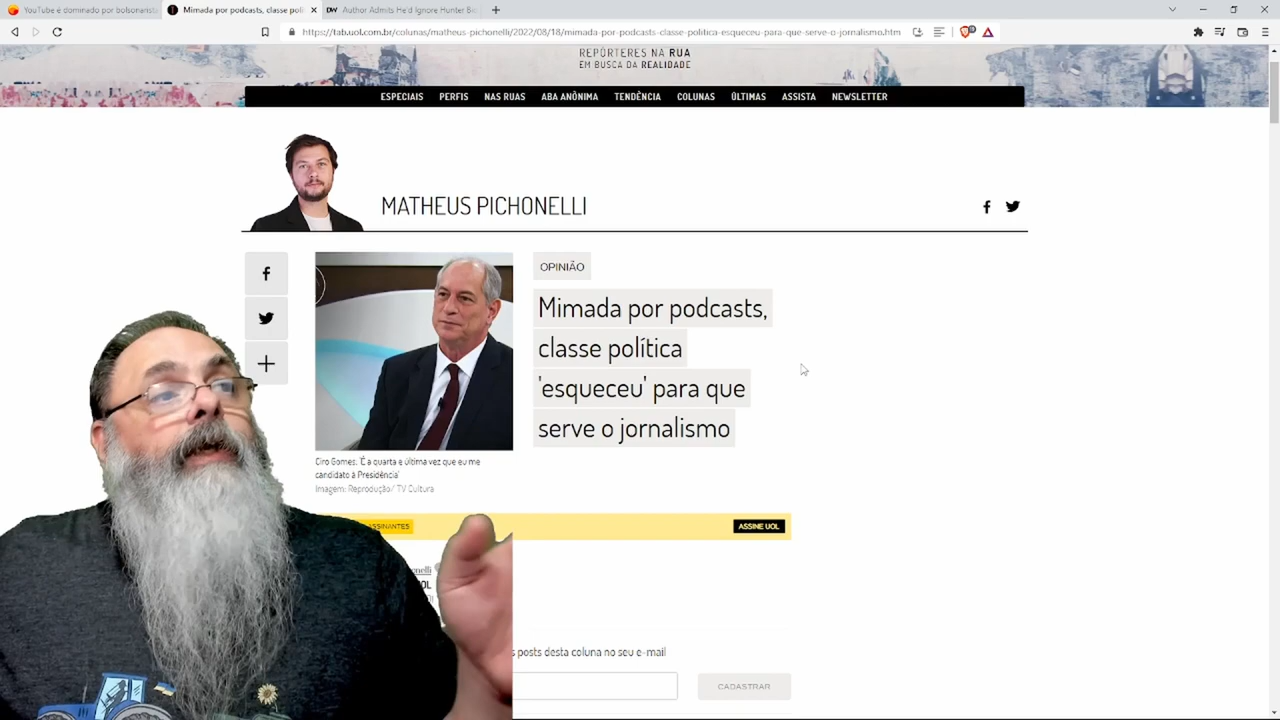 YouTube é dominado por bolsonarist
Mimada por podcasts, classe polí
Author Admits He'd Ignore Hunter Bi
https://tab.uol.com.br/colunas/matheus-pichonelli/2022/08/18/mimada-por-podcasts-classe-politica-esqueceu-para-que-serve-o-jornalismo.htm
REPÓRTERES NA RUA
EM BUSCA DA REALIDADE
ESPECIAIS PERFIS NAS RUAS ABA ANÔNIMA TENDÊNCIA COLUNAS ÚLTIMAS ASSISTA NEWSLETTER
MATHEUS PICHONELLI
OPINIÃO
Mimada por podcasts,
classe política
'esqueceu' para que
serve o jornalismo
Ciro Gomes: 'É a quarta e última vez que eu me
candidato à Presidência'
Imagem: Reprodução/ TV Cultura
ASSINANTES
ASSINE UOL
nelli
OL
s posts desta coluna no seu e-mail
CADASTRAR